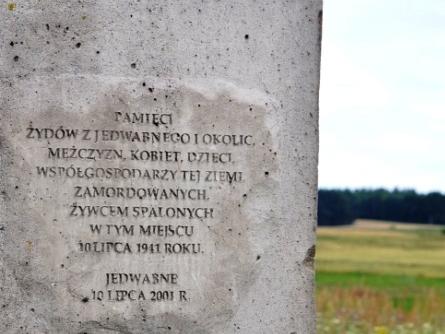 PAMIĘCI
ŻYDÓW Z JEDWABNEGO I OKOLIC,
MĘŻCZYZN, KOBIET, DZIECI,
WSPÓŁGOSPODARZY TEJ ZIEMI,
ZAMORDOWANYCH,
ŻYWCEM SPALONYCH
W TYM MIEJSCU
10 LIPCA 1941 ROKU.
JEDWABNE
10 LIPCA 2001 R.